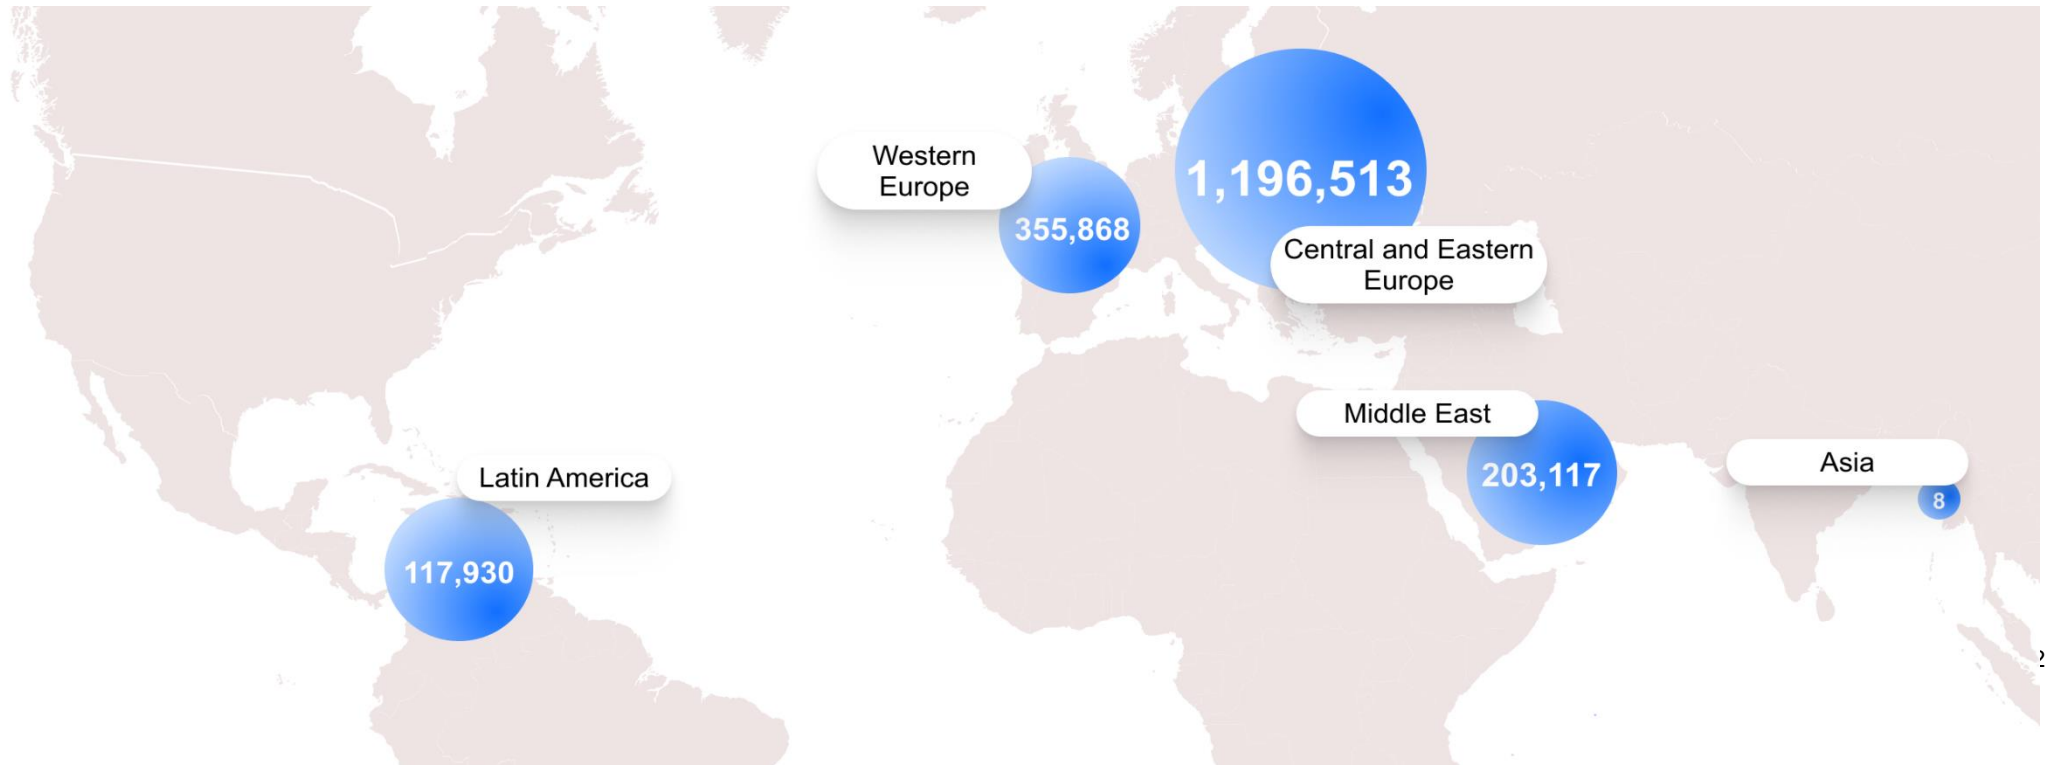 Western
Europe
355,868
1,196,513
Central and Eastern
Europe
Middle East
203,117
Asia
8
Latin America
117,930